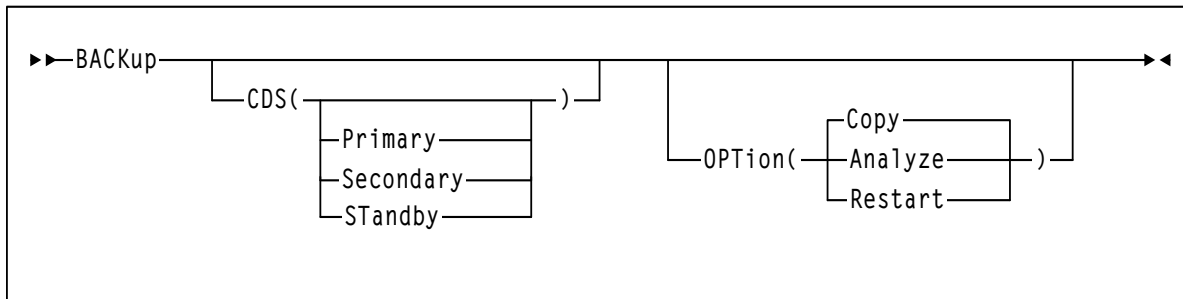 BACKup
CDS( )
Primary
Secondary
STandby
OPTion( )
Copy
Analyze
Restart